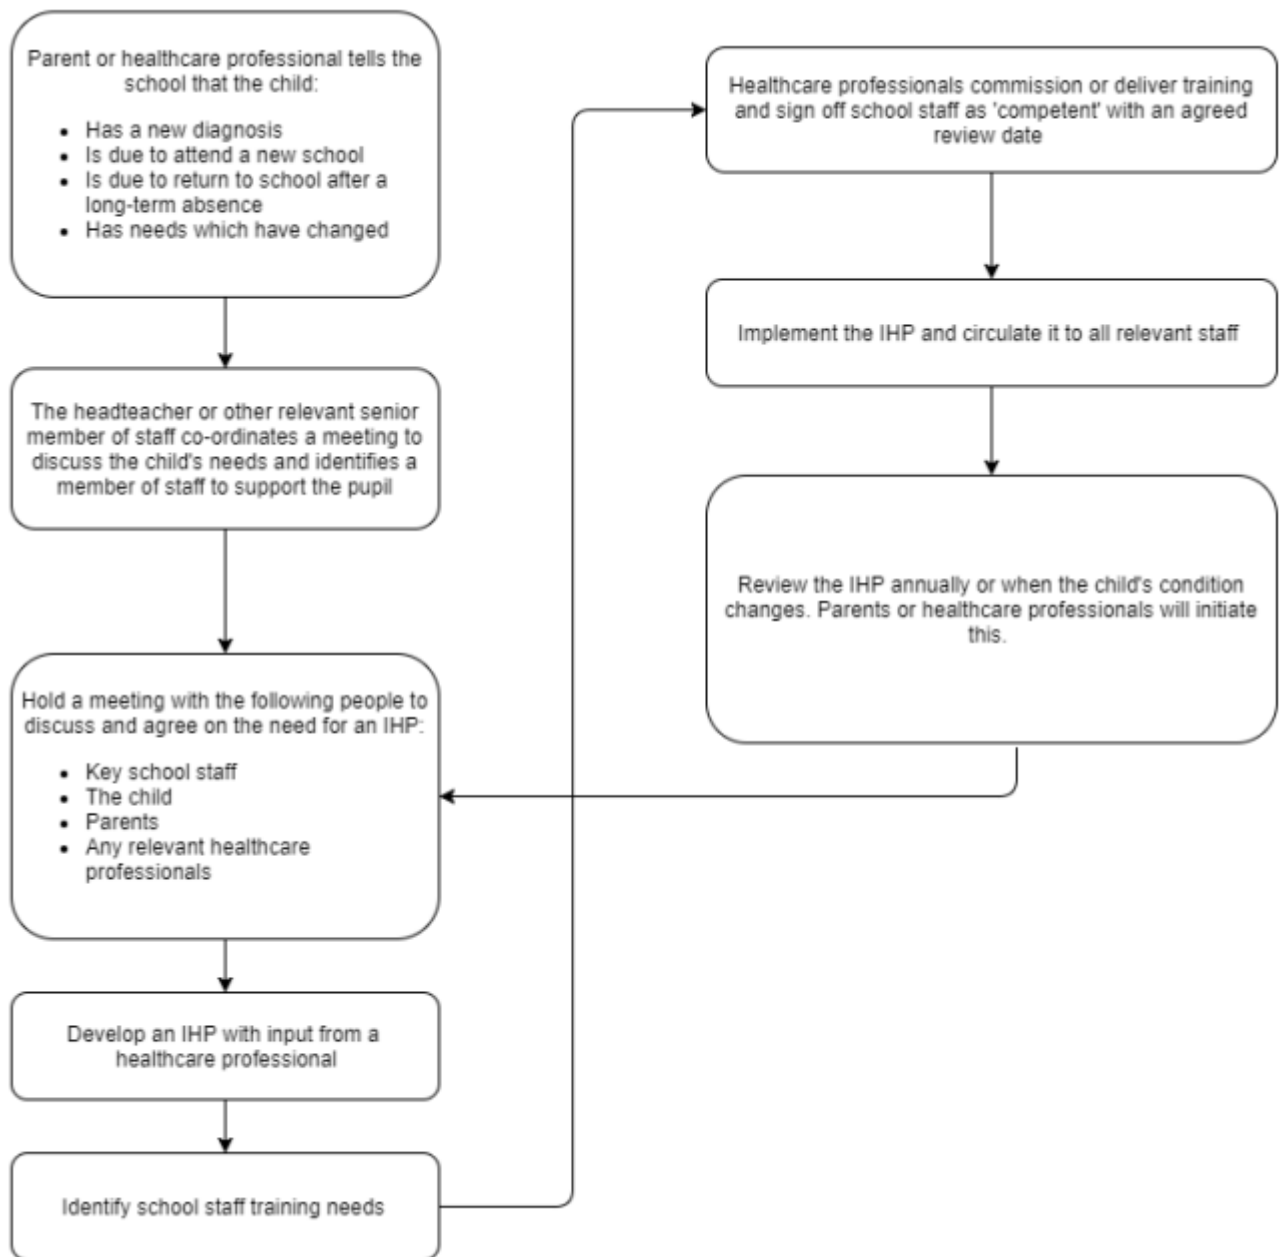 Parent or healthcare professional tells the
school that the child:
• Has a new diagnosis
• Is due to attend a new school
• Is due to return to school after a
long-term absence
• Has needs which have changed
The headteacher or other relevant senior
member of staff co-ordinates a meeting to
discuss the child's needs and identifies a
member of staff to support the pupil
Hold a meeting with the following people to
discuss and agree on the need for an IHP:
• Key school staff
• The child
• Parents
• Any relevant healthcare
professionals
Develop an IHP with input from a
healthcare professional
Identify school staff training needs
Healthcare professionals commission or deliver training
and sign off school staff as 'competent' with an agreed
review date
Implement the IHP and circulate it to all relevant staff
Review the IHP annually or when the child's condition
changes. Parents or healthcare professionals will initiate
this.